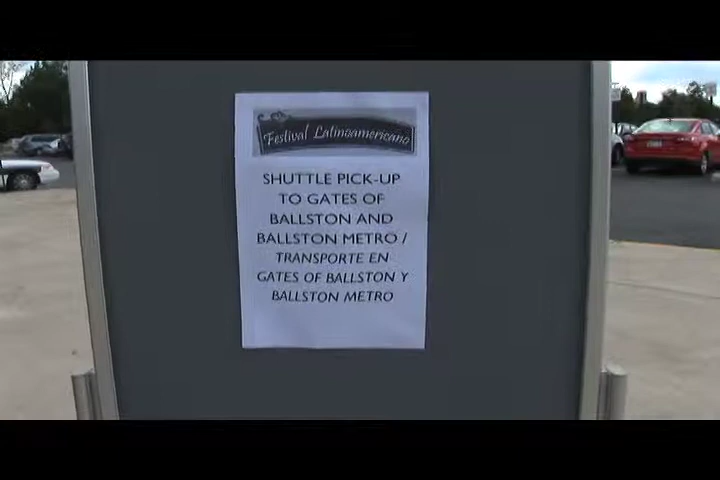 Festival Latinoamericano
SHUTTLE PICK-UP
TO GATES OF
BALLSTON AND
BALLSTON METRO /
TRANSPORTE EN
GATES OF BALLSTON Y
BALLSTON METRO